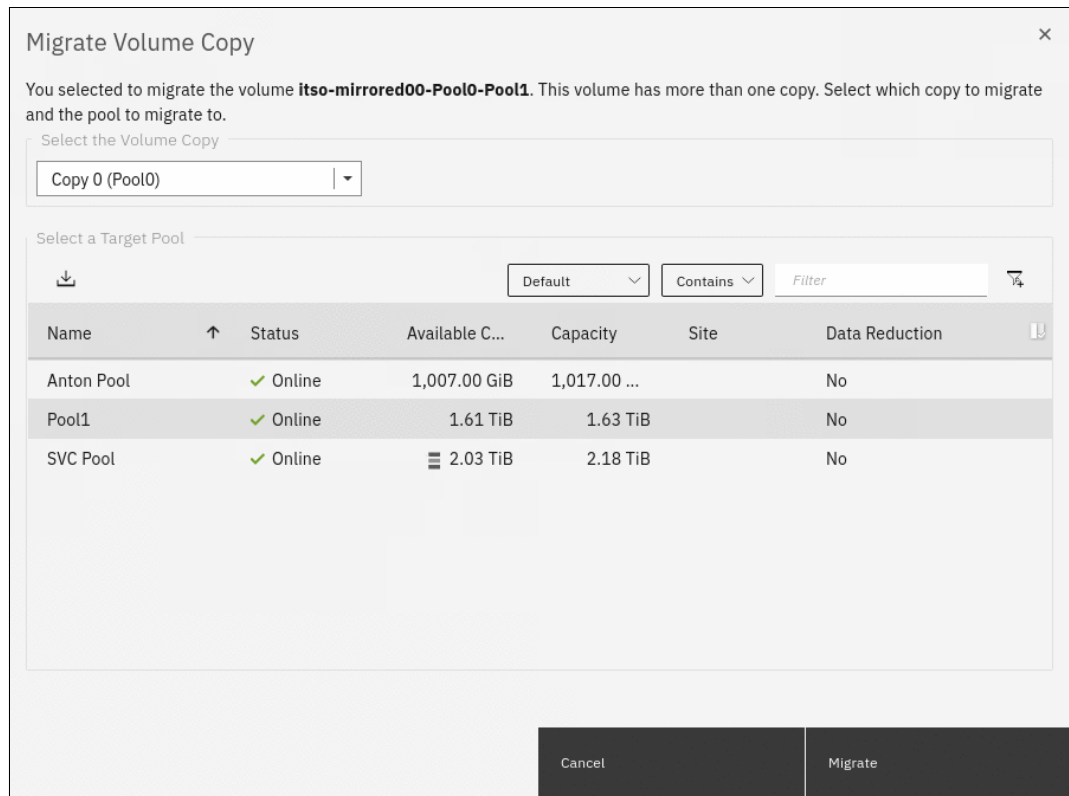 Migrate Volume Copy
You selected to migrate the volume itso-mirrored00-Pool0-Pool1. This volume has more than one copy. Select which copy to migrate
and the pool to migrate to.
Select the Volume Copy
Copy 0 (Pool0)
Select a Target Pool
Default Contains Filter
Name Status Available C... Capacity Site Data Reduction
Anton Pool Online 1,007.00 GiB 1,017.00 ... No
Pool1 Online 1.61 TiB 1.63 TiB No
SVC Pool Online 2.03 TiB 2.18 TiB No
Cancel Migrate